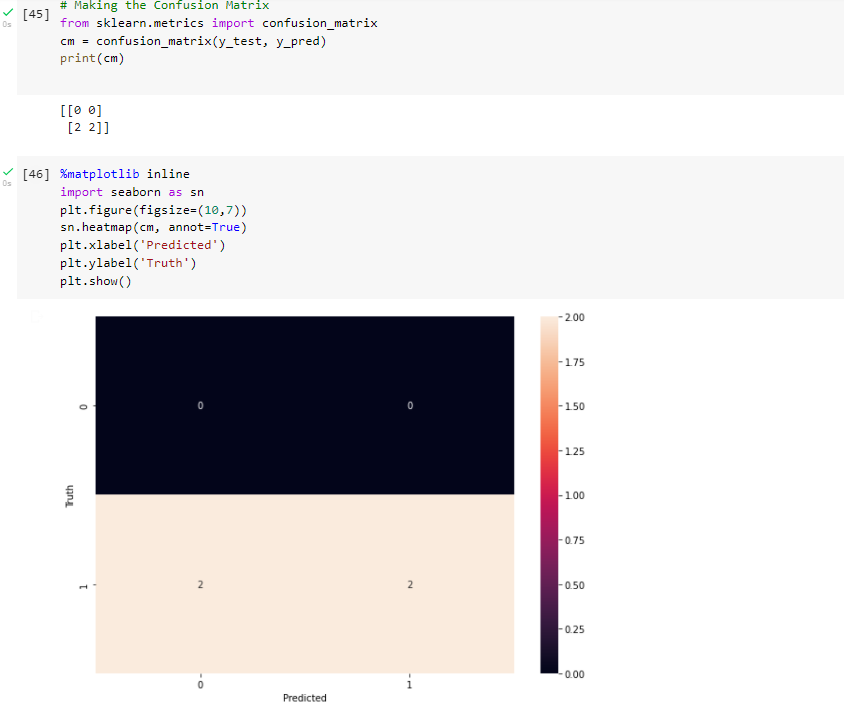 # Making the Confusion Matrix
[45] from sklearn.metrics import confusion_matrix
0s
cm = confusion_matrix(y_test, y_pred)
print(cm)
[[0 0]
[2 2]]
[46] %matplotlib inline
0s
import seaborn as sn
plt.figure(figsize=(10,7))
sn.heatmap(cm, annot=True)
plt.xlabel('Predicted')
plt.ylabel('Truth')
plt.show()
2.00
1.75
1.50
1.25
1.00
0.75
0.50
0.25
0.00
0 0
2 2
0
1
Truth
0 1
Predicted